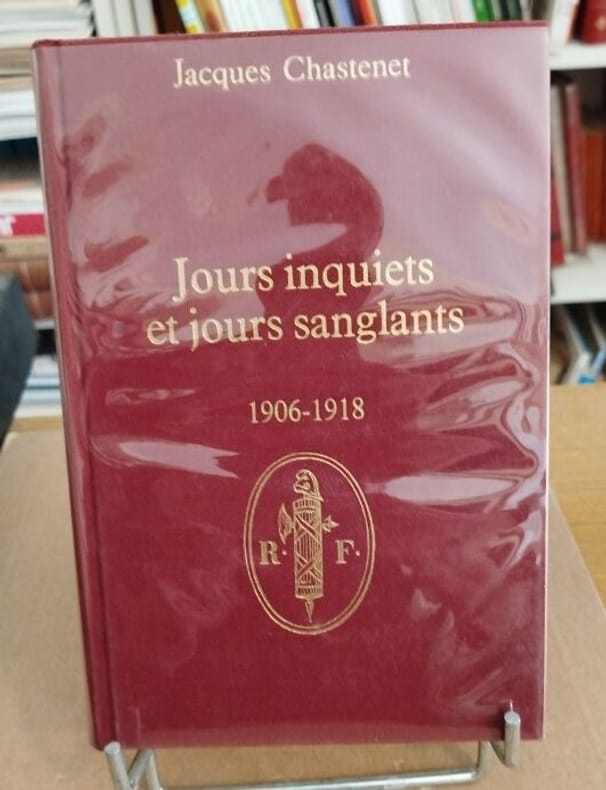 Jacques Chastenet
Jours inquiets
et jours sanglants
1906-1918
R· F·